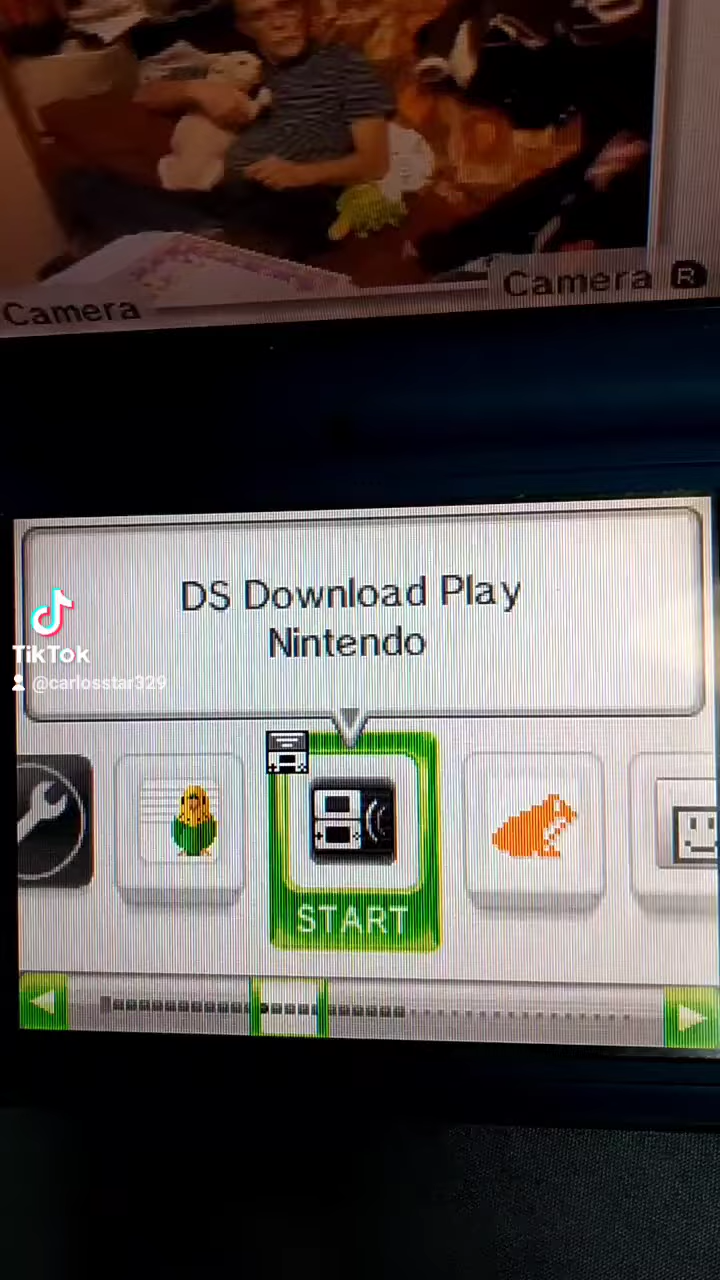 Camera
Camera R
DS Download Play
Nintendo
TikTok
@carlosstar329
START